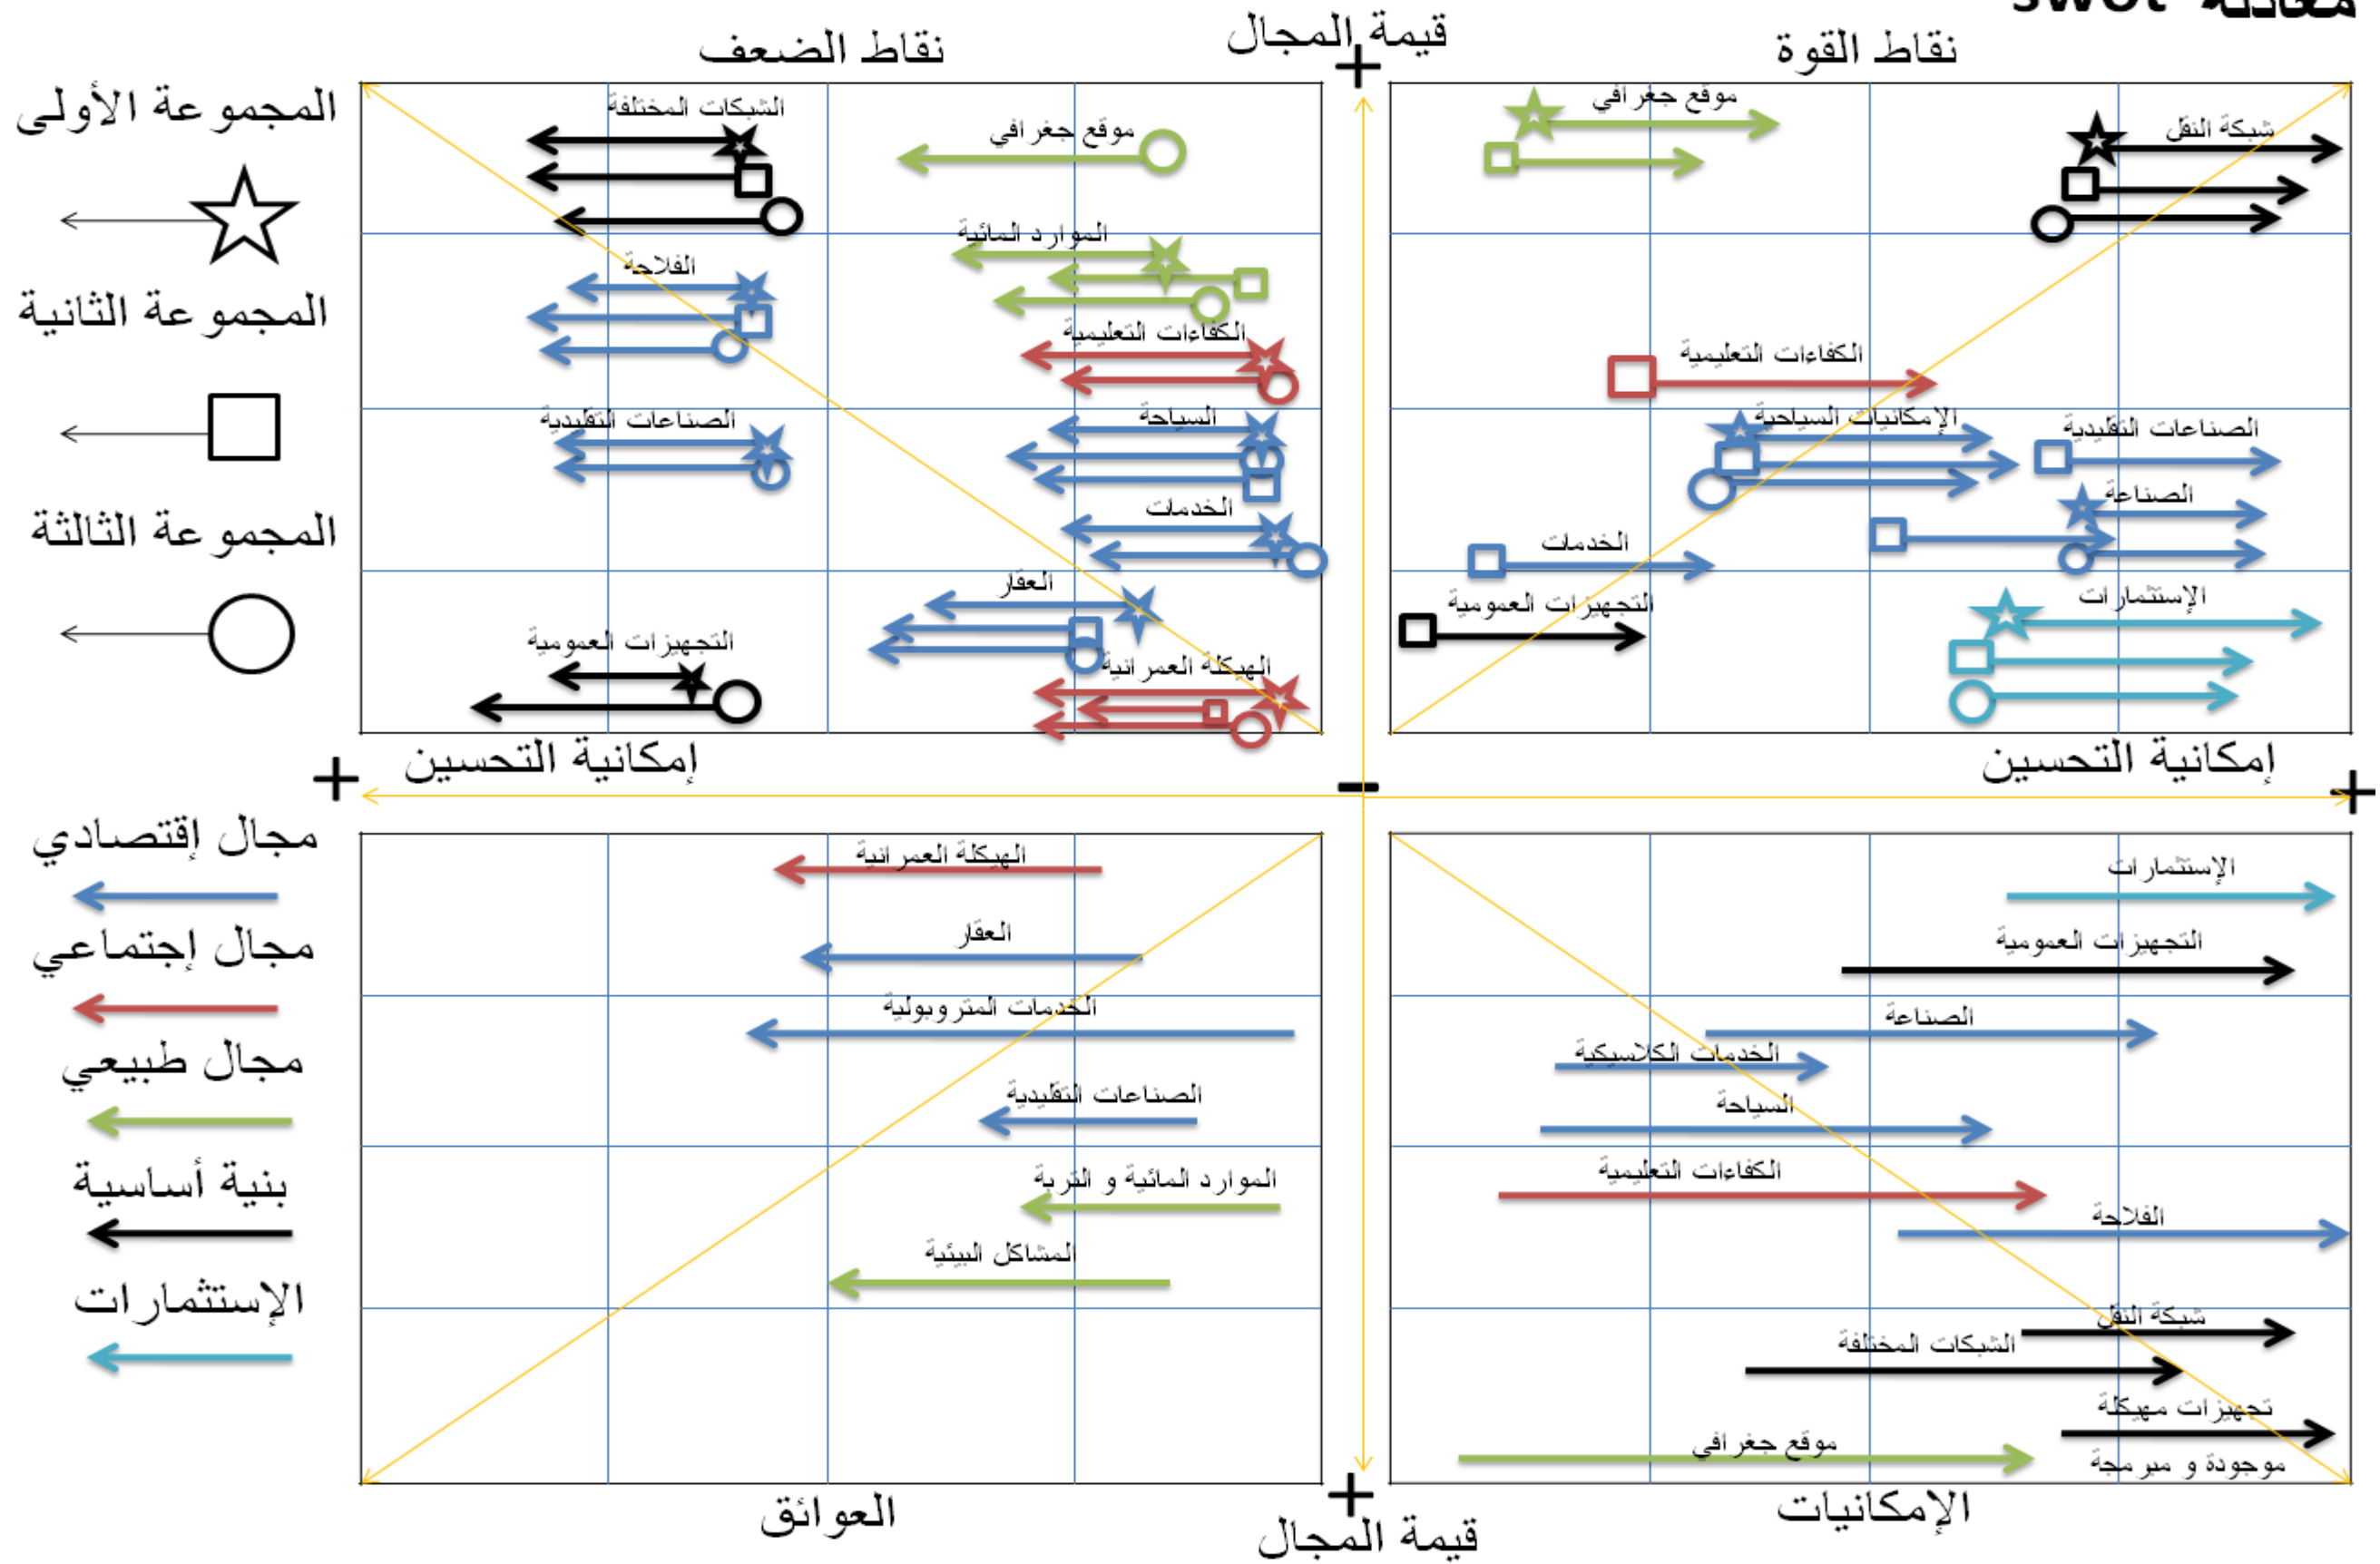 معادلة swot
قيمة المجال
+
نقاط القوة
موقع جغرافي
شبكة النقل
الكفاءات التعليمية
الإمكانيات السياحية
الصناعات التقليدية
الصناعة
الخدمات
التجهيزات العمومية
الإستثمارات
إمكانية التحسين
+
نقاط الضعف
الشبكات المختلفة
موقع جغرافي
الموارد المائية
الفلاحة
الكفاءات التعليمية
السياحة
الصناعات التقليدية
الخدمات
العقار
التجهيزات العمومية
الهيكلة العمرانية
إمكانية التحسين
+
-
المجموعة الأولى
المجموعة الثانية
المجموعة الثالثة
الإستثمارات
التجهيزات العمومية
الصناعة
الخدمات الكلاسيكية
السياحة
الكفاءات التعليمية
الفلاحة
شبكة النقل
الشبكات المختلفة
تجهيزات مهيكلة
موقع جغرافي
موجودة و مبرمجة
الإمكانيات
الهيكلة العمرانية
العقار
الخدمات المتروبولية
الصناعات التقليدية
الموارد المائية و التربة
المشاكل البيئية
العوائق
+
قيمة المجال
مجال إقتصادي
مجال إجتماعي
مجال طبيعي
بنية أساسية
الإستثمارات